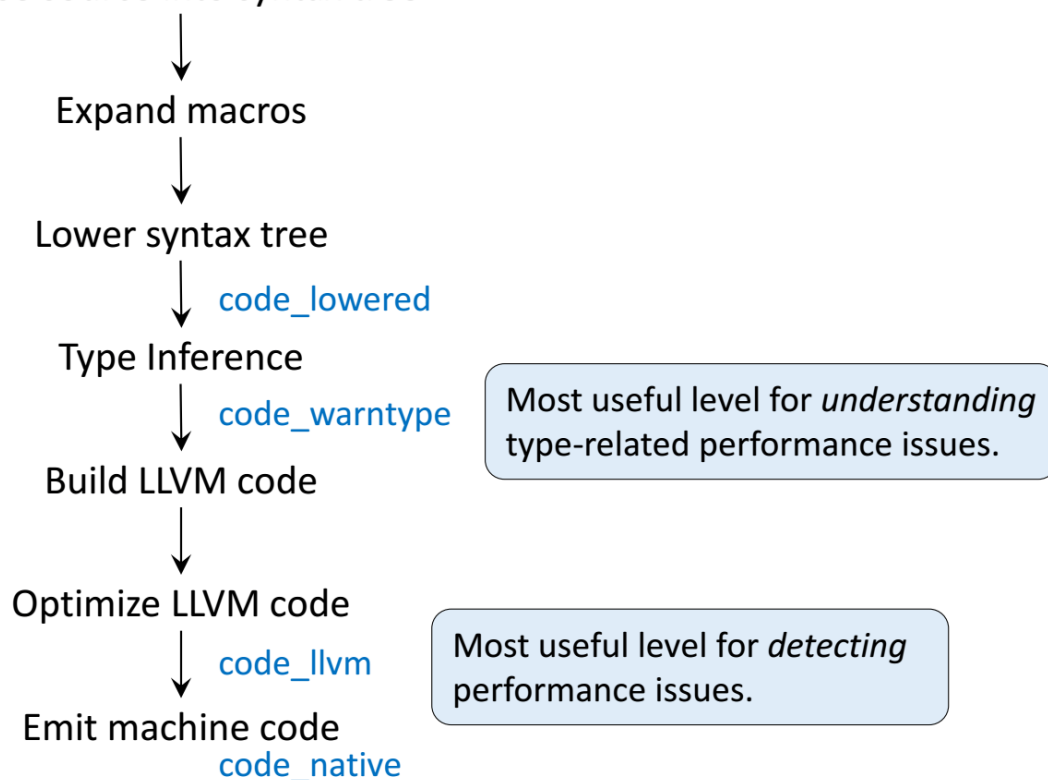 Expand macros
Lower syntax tree
code_lowered
Type Inference
code_warntype
Most useful level for understanding
type-related performance issues.
Build LLVM code
Optimize LLVM code
Most useful level for detecting
performance issues.
code_llvm
Emit machine code
code_native